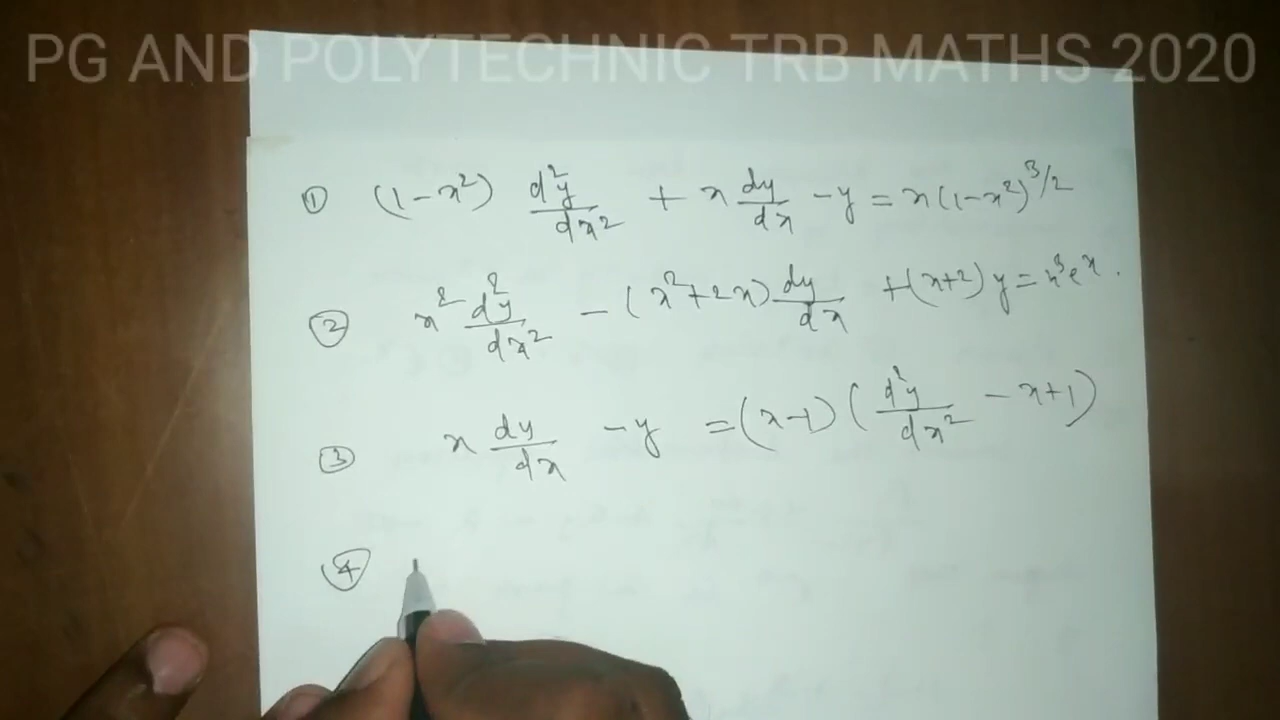 PG AND POLYTECHNIC TRB MATHS 2020
① (1-x²) d²y/dx² + x dy/dx - y = x(1-x²)^3/2
② x² d²y/dx² - (x²+2x) dy/dx + (x+2) y = x³eˣ.
③ x dy/dx - y = (x-1) (d²y/dx² - x+1)
④